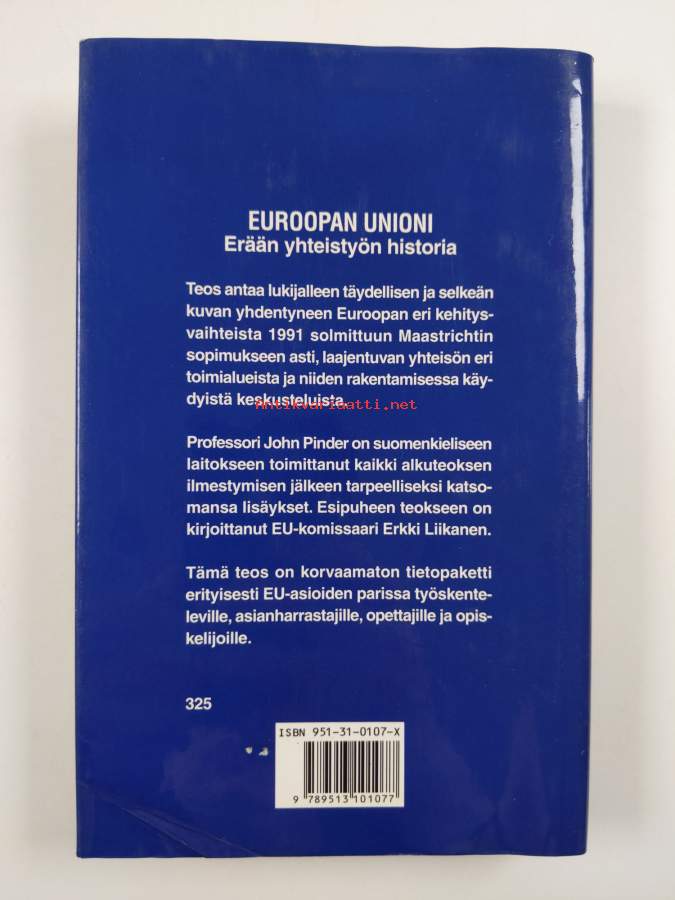 EUROOPAN UNIONI
Erään yhteistyön historia
Teos antaa lukijalleen täydellisen ja selkeän
kuvan yhdentyneen Euroopan eri kehitys-
vaihteista 1991 solmittuun Maastrichtin
sopimukseen asti, laajentuvan yhteisön eri
toimialueista ja niiden rakentamisessa käy-
dyistä keskusteluista.
Antikvariaatti.net
Professori John Pinder on suomenkieliseen
laitokseen toimittanut kaikki alkuteoksen
ilmestymisen jälkeen tarpeelliseksi katso-
mansa lisäykset. Esipuheen teokseen on
kirjoittanut EU-komissaari Erkki Liikanen.
Tämä teos on korvaamaton tietopaketti
erityisesti EU-asioiden parissa työskente-
leville, asianharrastajille, opettajille ja opis-
kelijoille.
325
ISBN 951-31-0107-X
9 789513 101077